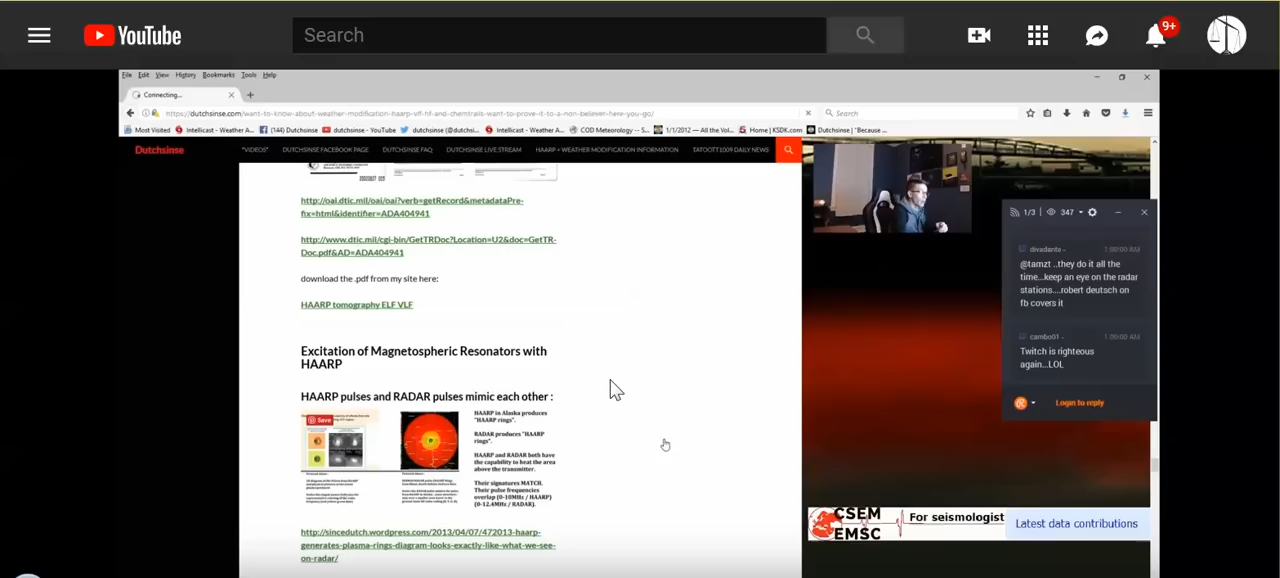 YouTube
Search
9+
File Edit View History Bookmarks Tools Help
Connecting...
https://dutchsinse.com/want-to-know-about-weather-modification-haarp-vlf-hf-and-chemtrails-want-to-prove-it-to-a-non-believer-here-you-go/
Search
Most Visited Intellicast - Weather A... (144) Dutchsinse dutchsinse - YouTube dutchsinse (@dutchsi... Intellicast - Weather A... COD Meteorology -- S... 1/1/2012 — All the Vol... Home | KSDK.com Dutchsinse | "Because ...
Dutchsinse
"VIDEOS" DUTCHSINSE FACEBOOK PAGE DUTCHSINSE FAQ DUTCHSINSE LIVE STREAM HAARP + WEATHER MODIFICATION INFORMATION TATOOTT1009 DAILY NEWS
http://oai.dtic.mil/oai/oai?verb=getRecord&metadataPre-
fix=html&identifier=ADA404941
http://www.dtic.mil/cgi-bin/GetTRDoc?Location=U2&doc=GetTR-
Doc.pdf&AD=ADA404941
download the .pdf from my site here:
HAARP tomography ELF VLF
Excitation of Magnetospheric Resonators with
HAARP
HAARP pulses and RADAR pulses mimic each other :
Save
HAARP in Alaska produces
"HAARP rings".
RADAR produces "HAARP
rings".
HAARP and RADAR both have
the capability to heat the area
above the transmitter.
Their signatures MATCH.
Their pulse frequencies
overlap (0-10MHz / HAARP)
(0-12.4MHz / RADAR).
http://sincedutch.wordpress.com/2013/04/07/472013-haarp-
generates-plasma-rings-diagram-looks-exactly-like-what-we-see-
on-radar/
1/3 347
divadanto - 1:00:00 AM
@tamzt ..they do it all the
time...keep an eye on the radar
stations....robert deutsch on
fb covers it
cambo01 - 1:00:00 AM
Twitch is righteous
again...LOL
Login to reply
CSEM
EMSC
For seismologist
Latest data contributions